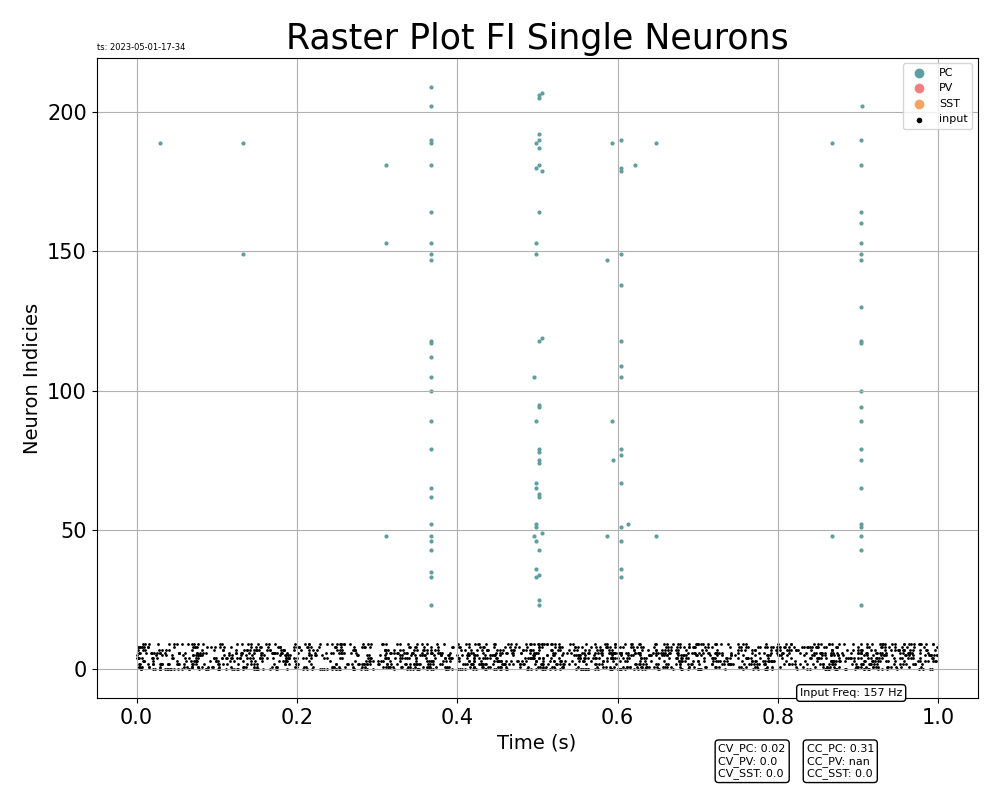 Raster Plot FI Single Neurons
ts: 2023-05-01-17-34
PC
PV
SST
input
200
150
100
50
0
Neuron Indicies
Input Freq: 157 Hz
0.0 0.2 0.4 0.6 0.8 1.0
Time (s)
CV_PC: 0.02
CV_PV: 0.0
CV_SST: 0.0
CC_PC: 0.31
CC_PV: nan
CC_SST: 0.0